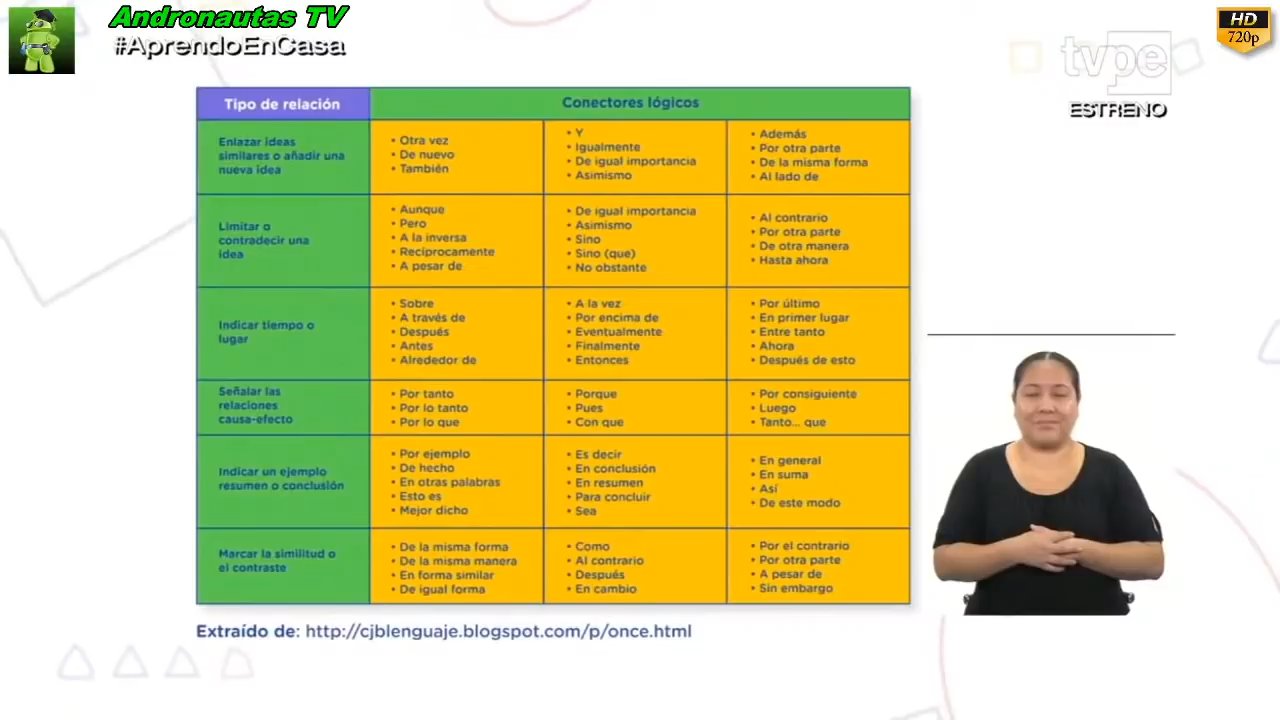 Andronautas TV
#AprendoEnCasa
HD
720p
tvpe
ESTRENO
Tipo de relación
Conectores lógicos
Enlazar ideas
similares o añadir una
nueva idea
• Otra vez
• De nuevo
• También
• Y
• Igualmente
• De igual importancia
• Asimismo
• Además
• Por otra parte
• De la misma forma
• Al lado de
Limitar o
contradecir una
idea
• Aunque
• Pero
• A la inversa
• Recíprocamente
• A pesar de
• De igual importancia
• Asimismo
• Sino
• Sino (que)
• No obstante
• Al contrario
• Por otra parte
• De otra manera
• Hasta ahora
Indicar tiempo o
lugar
• Sobre
• A través de
• Después
• Antes
• Alrededor de
• A la vez
• Por encima de
• Eventualmente
• Finalmente
• Entonces
• Por último
• En primer lugar
• Entre tanto
• Ahora
• Después de esto
Señalar las
relaciones
causa-efecto
• Por tanto
• Por lo tanto
• Por lo que
• Porque
• Pues
• Con que
• Por consiguiente
• Luego
• Tanto... que
Indicar un ejemplo
resumen o conclusión
• Por ejemplo
• De hecho
• En otras palabras
• Esto es
• Mejor dicho
• Es decir
• En conclusión
• En resumen
• Para concluir
• Sea
• En general
• En suma
• Así
• De este modo
Marcar la similitud o
el contraste
• De la misma forma
• De la misma manera
• En forma similar
• De igual forma
• Como
• Al contrario
• Después
• En cambio
• Por el contrario
• Por otra parte
• A pesar de
• Sin embargo
Extraído de: http://cjblenguaje.blogspot.com/p/once.html